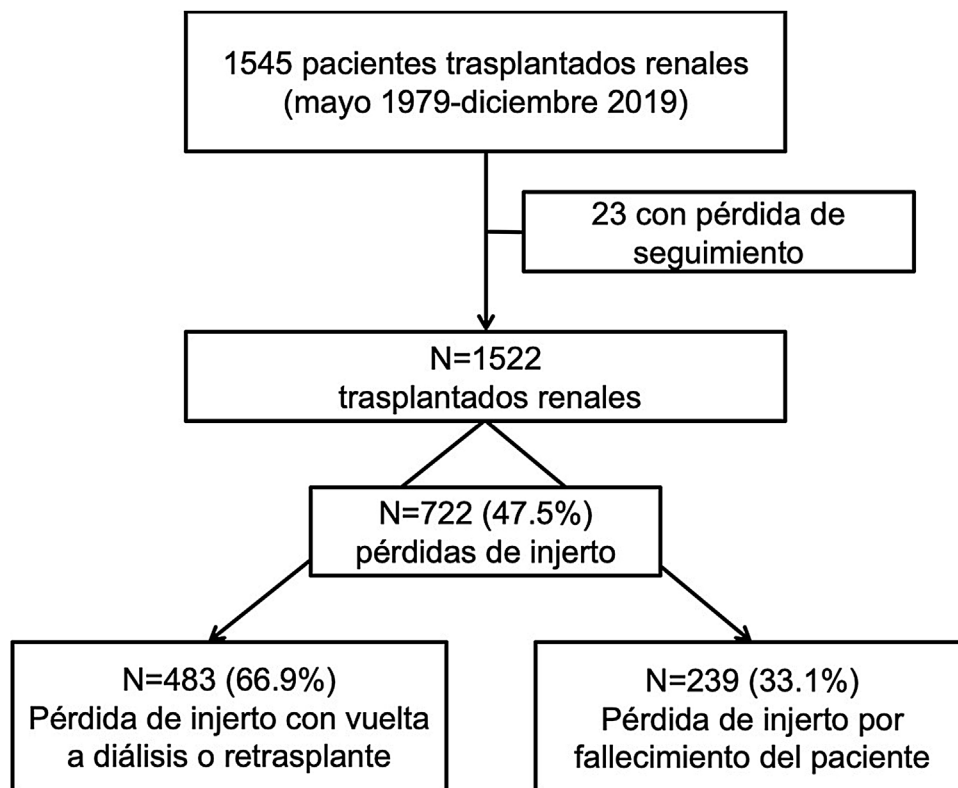 1545 pacientes trasplantados renales
(mayo 1979-diciembre 2019)
23 con pérdida de
seguimiento
N=1522
trasplantados renales
N=722 (47.5%)
pérdidas de injerto
N=483 (66.9%)
Pérdida de injerto con vuelta
a diálisis o retrasplante
N=239 (33.1%)
Pérdida de injerto por
fallecimiento del paciente